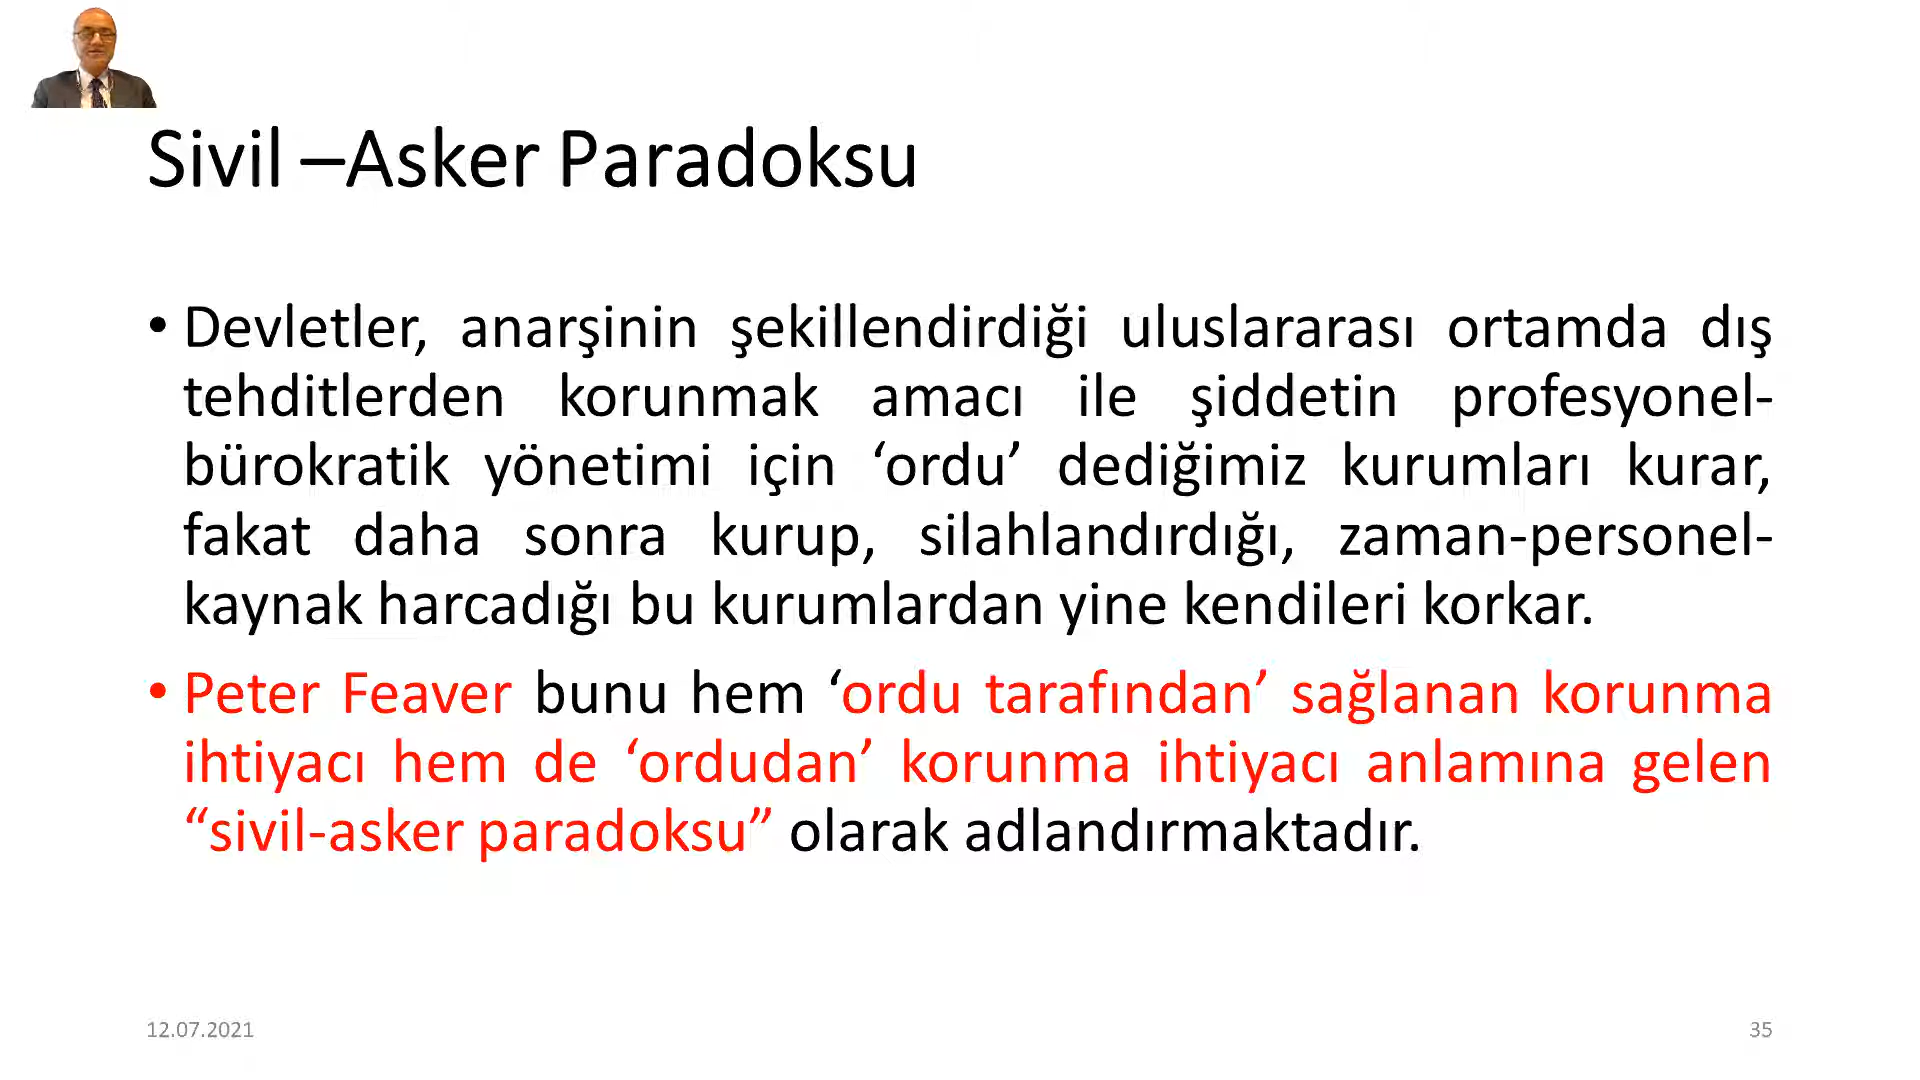 Sivil –Asker Paradoksu
• Devletler, anarşinin şekillendirdiği uluslararası ortamda dış
tehditlerden korunmak amacı ile şiddetin profesyonel-
bürokratik yönetimi için ‘ordu’ dediğimiz kurumları kurar,
fakat daha sonra kurup, silahlandırdığı, zaman-personel-
kaynak harcadığı bu kurumlardan yine kendileri korkar.
• Peter Feaver bunu hem ‘ordu tarafından’ sağlanan korunma
ihtiyacı hem de ‘ordudan’ korunma ihtiyacı anlamına gelen
“sivil-asker paradoksu” olarak adlandırmaktadır.
12.07.2021
35